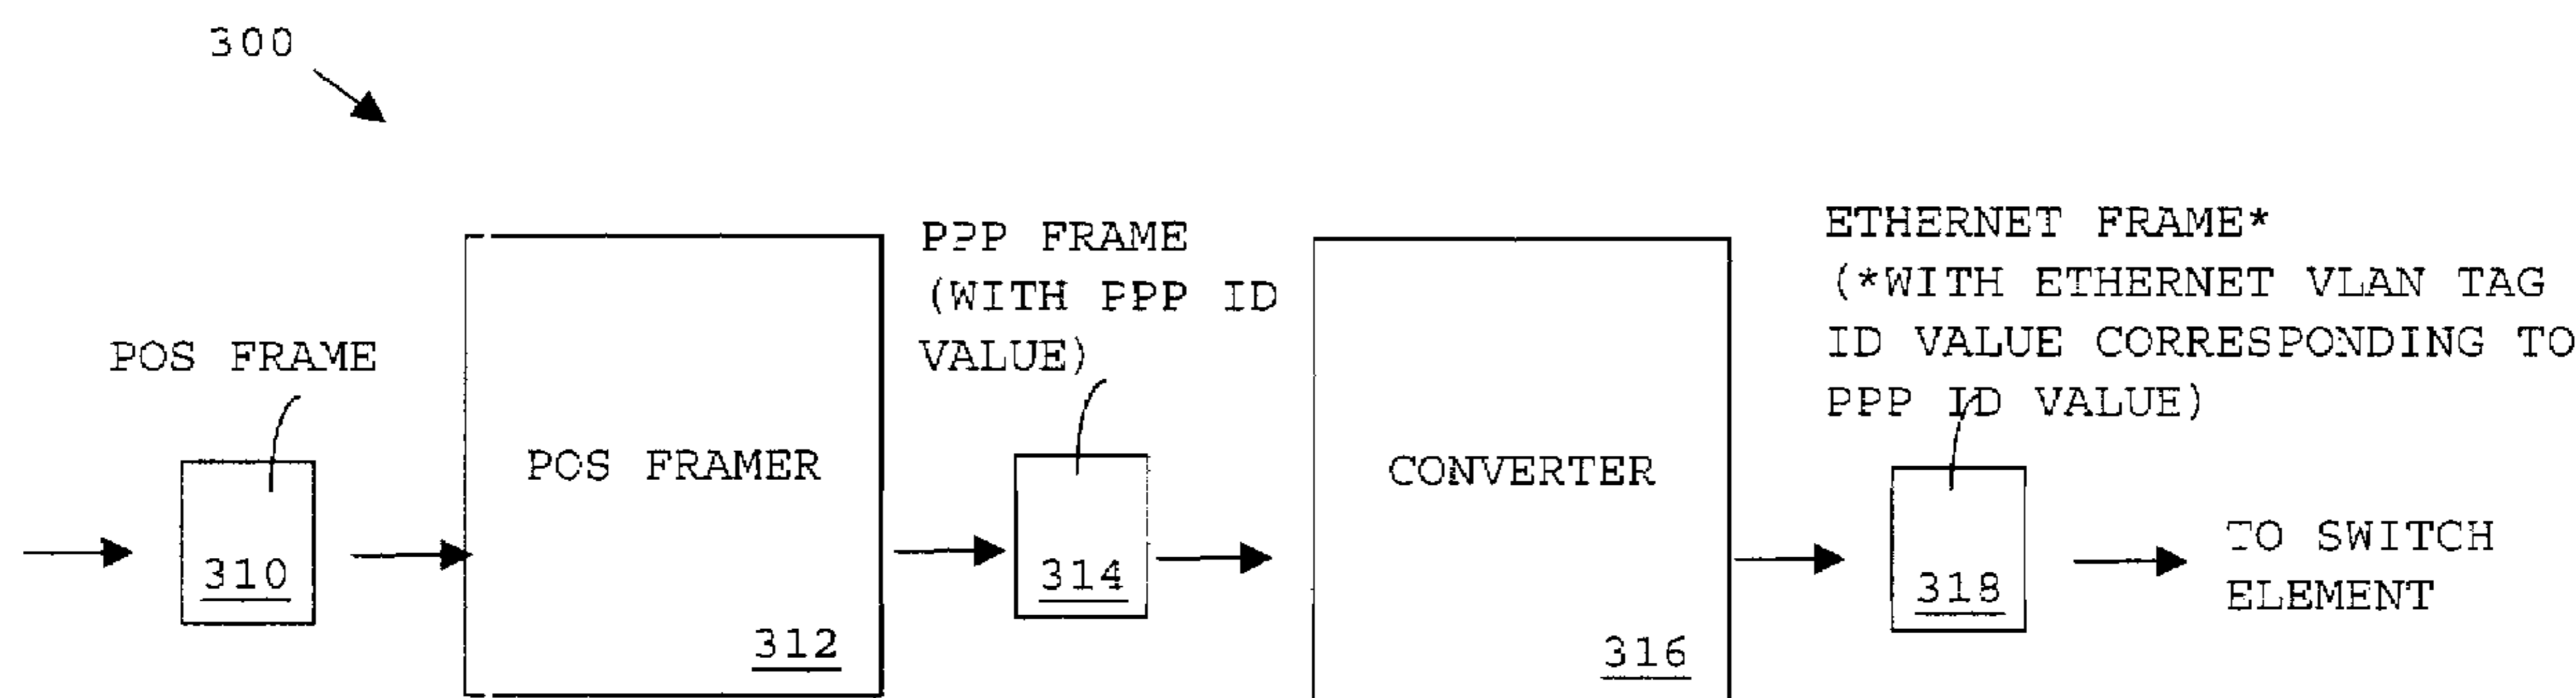 300
POS FRAME
310
POS FRAMER
312
PPP FRAME
(WITH PPP ID
VALUE)
314
CONVERTER
316
ETHERNET FRAME*
(*WITH ETHERNET VLAN TAG
ID VALUE CORRESPONDING TO
PPP ID VALUE)
318
TO SWITCH
ELEMENT